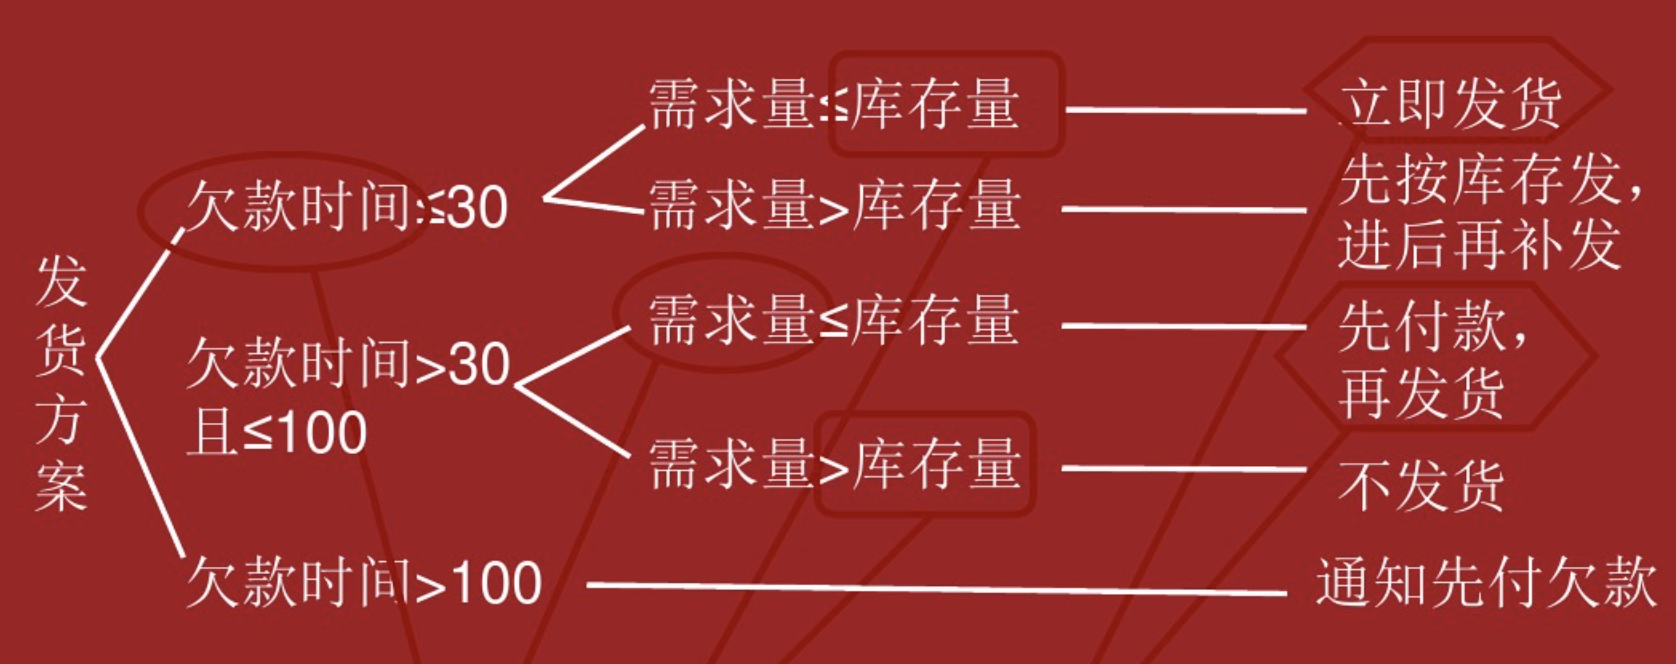 发货方案
欠款时间≤30
需求量≤库存量
立即发货
需求量>库存量
先按库存发，
进后再补发
欠款时间>30
且≤100
需求量≤库存量
先付款，
再发货
需求量>库存量
不发货
欠款时间>100
通知先付欠款